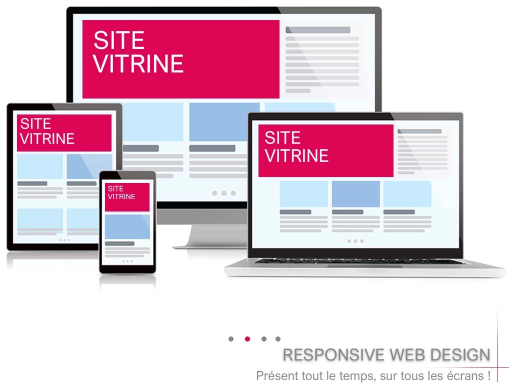 SITE
VITRINE
SITE
VITRINE
SITE
VITRINE
SITE
VITRINE
RESPONSIVE WEB DESIGN
Présent tout le temps, sur tous les écrans !